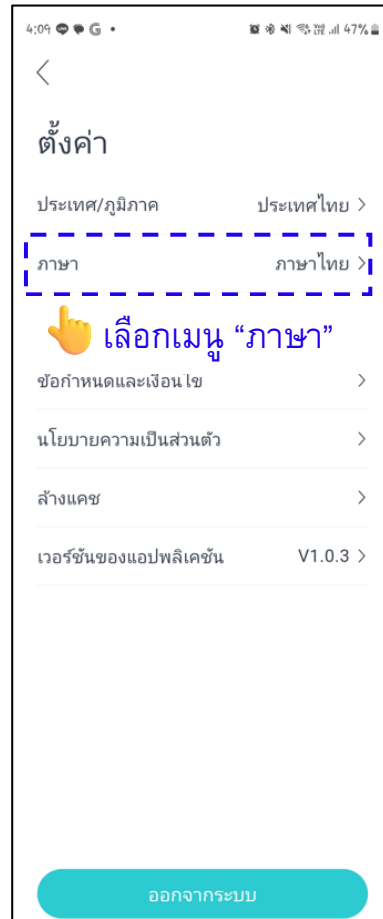 4:09 G • 47%
ตั้งค่า
ประเทศ/ภูมิภาค ประเทศไทย >
ภาษา ภาษาไทย >
เลือกเมนู “ภาษา”
ข้อกำหนดและเงื่อนไข >
นโยบายความเป็นส่วนตัว >
ล้างแคช >
เวอร์ชันของแอปพลิเคชัน V1.0.3 >
ออกจากระบบ